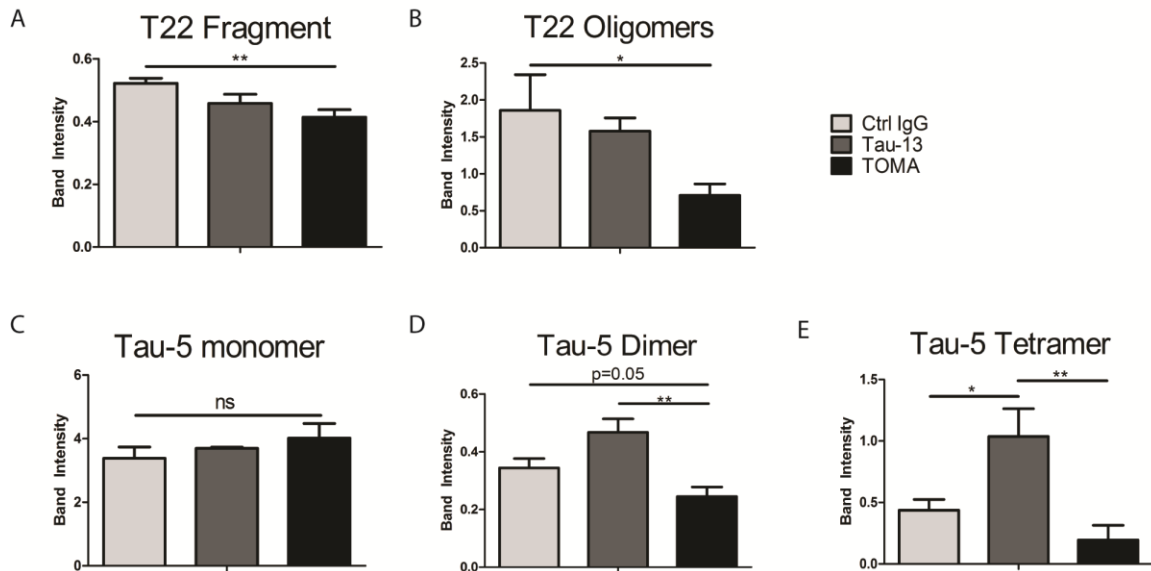 A
T22 Fragment
0.6
0.4
0.2
0.0
Band Intensity
**
B
T22 Oligomers
2.5
2.0
1.5
1.0
0.5
0.0
Band Intensity
*
Ctrl IgG
Tau-13
TOMA
C
Tau-5 monomer
6
4
2
0
Band Intensity
ns
D
Tau-5 Dimer
p=0.05
**
0.6
0.4
0.2
0.0
Band Intensity
E
Tau-5 Tetramer
1.5
1.0
0.5
0.0
Band Intensity
*
**